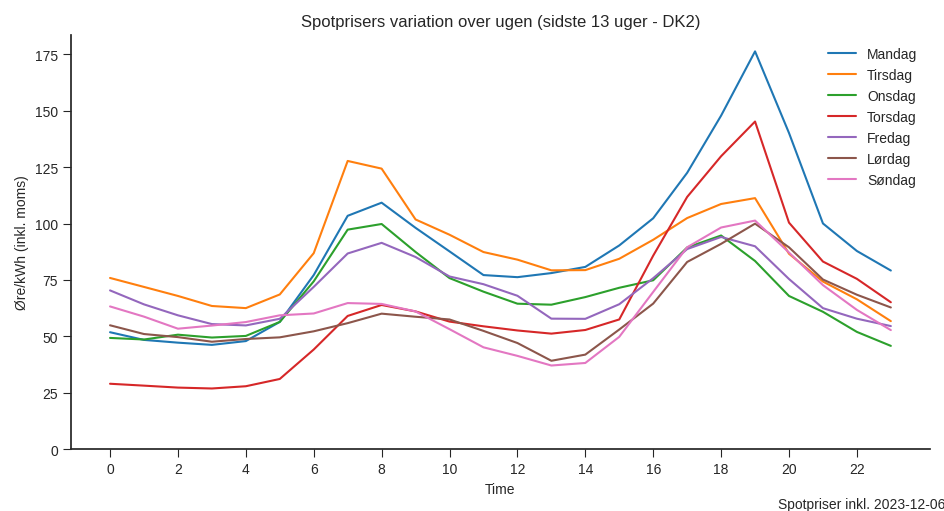 Spotprisers variation over ugen (sidste 13 uger - DK2)
Øre/kWh (inkl. moms)
175
150
125
100
75
50
25
0
Mandag
Tirsdag
Onsdag
Torsdag
Fredag
Lørdag
Søndag
0 2 4 6 8 10 12 14 16 18 20 22
Time
Spotpriser inkl. 2023-12-06